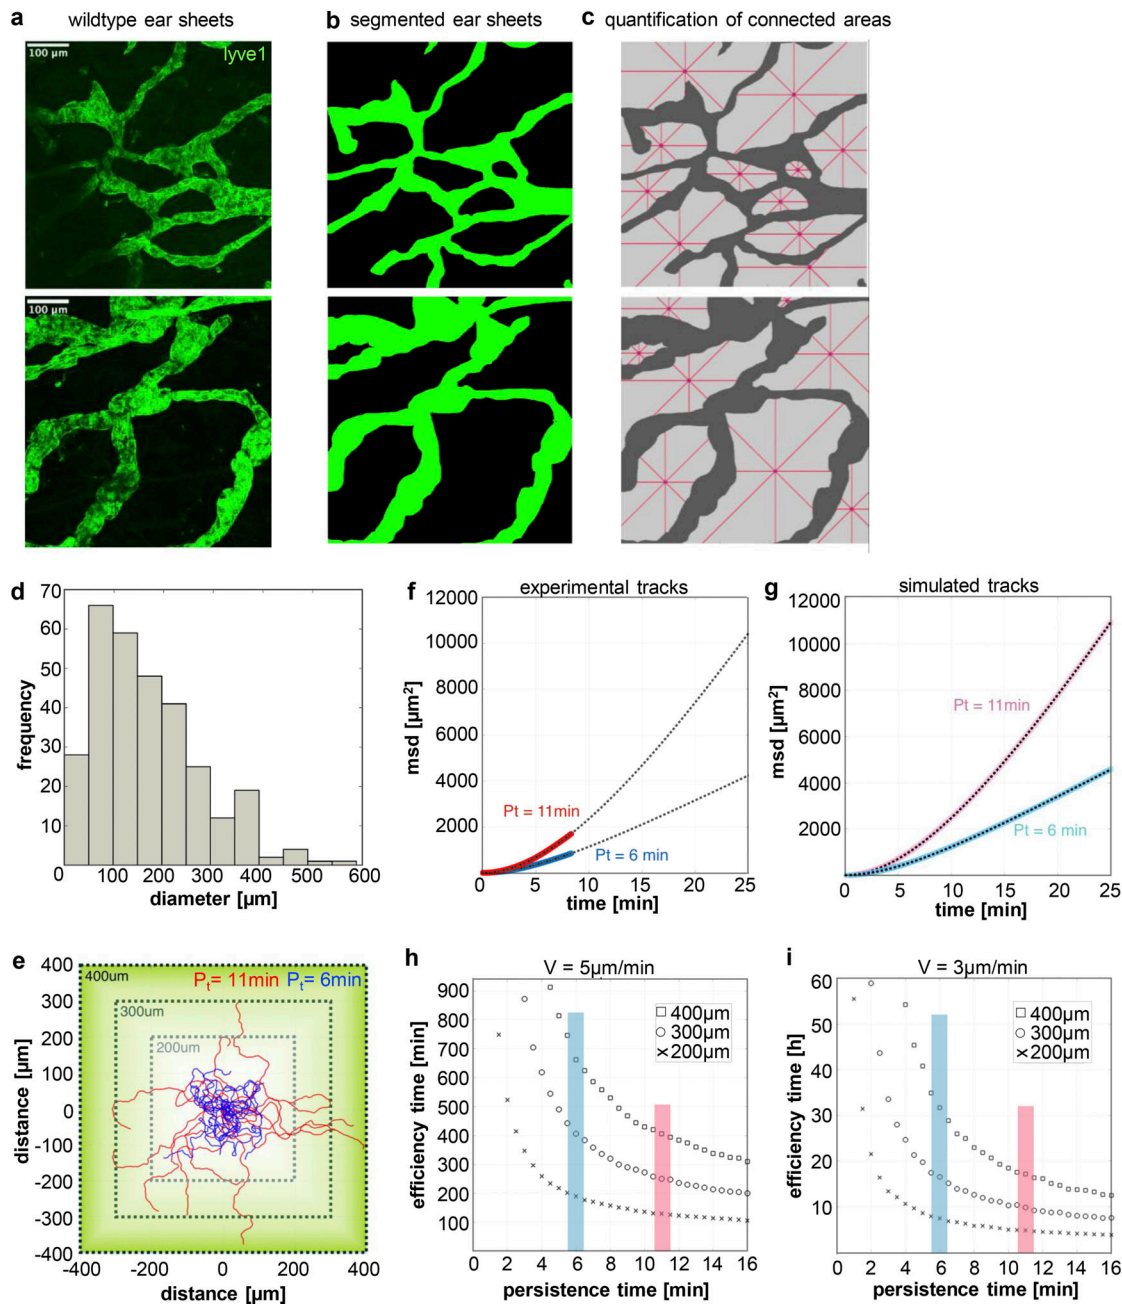 a wildtype ear sheets
b segmented ear sheets
c quantification of connected areas
100 µm
lyve1
100 µm
d
70
60
50
40
30
20
10
0
frequency
0 100 200 300 400 500 600
diameter [µm]
f experimental tracks
12000
10000
8000
6000
4000
2000
msd [µm²]
Pt = 11min
Pt = 6 min
0 5 10 15 20 25
time [min]
g simulated tracks
12000
10000
8000
6000
4000
2000
0
msd [µm²]
Pt = 11min
Pt = 6 min
0 5 10 15 20 25
time [min]
e
400
300
200
100
0
-100
-200
-300
-400
distance [µm]
400um
Pt= 11min Pt= 6min
300um
200um
-400 -200 0 200 400
distance [µm]
h V = 5µm/min
900
800
700
600
500
400
300
200
100
efficiency time [min]
400µm
300µm
200µm
0 2 4 6 8 10 12 14 16
persistence time [min]
i V = 3µm/min
60
50
40
30
20
10
0
efficiency time [h]
400µm
300µm
200µm
0 2 4 6 8 10 12 14 16
persistence time [min]